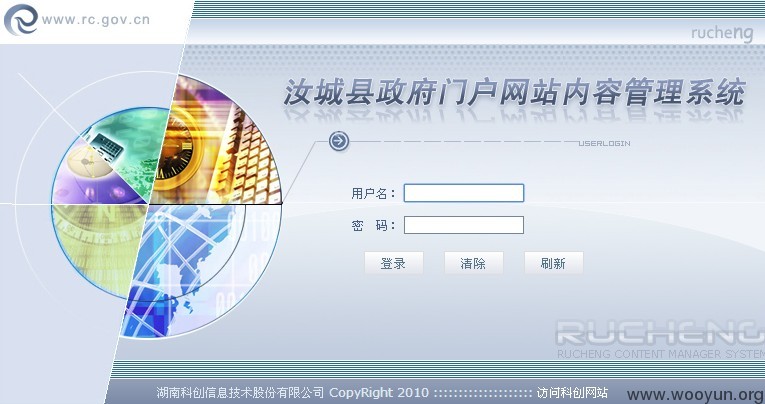 www.rc.gov.cn
rucheng
汝城县政府门户网站内容管理系统
USERLOGIN
用户名：
密 码：
登录 清除 刷新
RUCHENG
RUCHENG CONTENT MANAGER SYSTEM
湖南科创信息技术股份有限公司 CopyRight 2010 :::::::::::::::::::::: 访问科创网站
www.wooyun.org